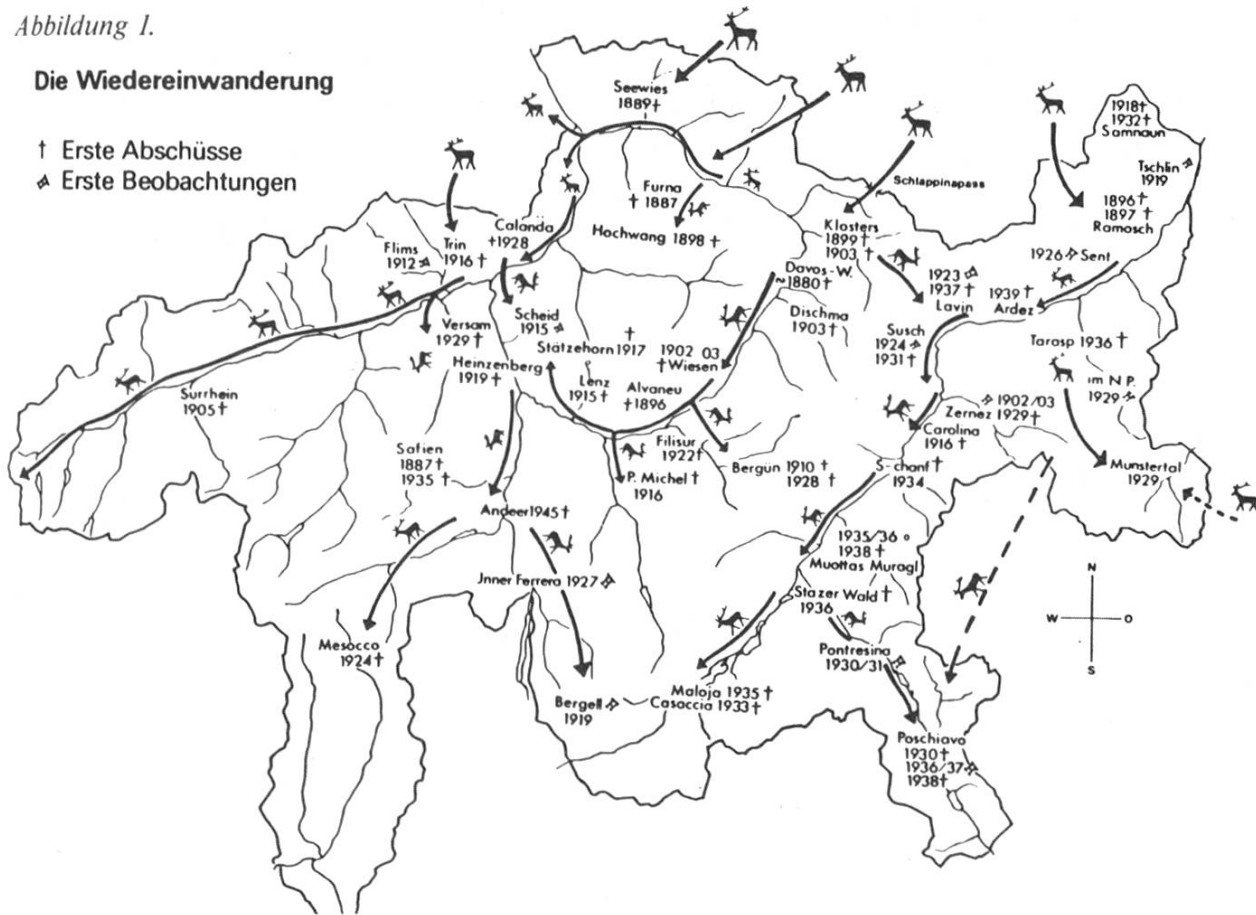 Abbildung 1.
Die Wiedereinwanderung
† Erste Abschüsse
Erste Beobachtungen
Seewies
1889†
1918†
1932†
Samnaun
Tschlin
1919
Schlappinapass
Furna
† 1887
1896†
1897†
Ramosch
Klosters
1899†
1903†
Calanda
†1928
Hochwang 1898 †
Trin
1916†
Flims
1912
1926 Sent
Davos-W.
~1880†
1923
1937†
Lavin
1939†
Ardez
Dischma
1903†
Scheid
1915
Versam
1929†
Susch
1924
1931†
Tarasp 1936†
†
Stätzehorn 1917
1902 03
†Wiesen
Heinzenberg
1919†
Lenz
1915†
Alvaneu
†1896
im N.P.
1929
Surrhein
1905†
1902/03
Zernez 1929†
Carolina
1916†
Filisur
1922†
Safien
1887†
1935†
Bergün 1910 †
1928 †
S-chanf†
1934
Munstertal
1929
P. Michel †
1916
Andeer1945†
1935/36 o
1938 †
Muottas Muragl
Jnner Ferrera 1927
Stazer Wald†
1936
N
W
O
S
Mesocco
1924†
Pontresina
1930/31
Bergell
1919
Maloja 1935†
Casaccia 1933†
Poschiavo
1930†
1936/37
1938†